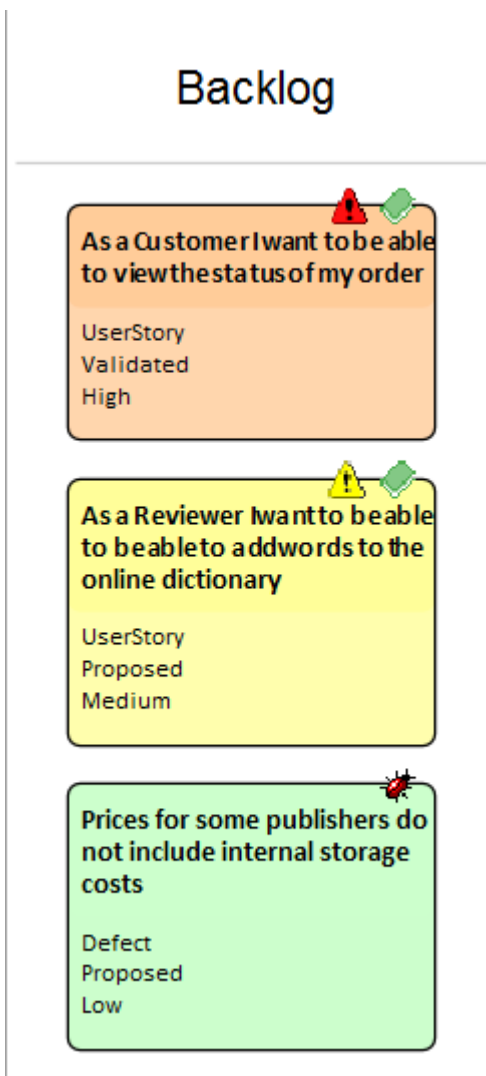 Backlog
As a Customer I want to be able
to view the status of my order
UserStory
Validated
High
As a Reviewer I want to be able
to be able to add words to the
online dictionary
UserStory
Proposed
Medium
Prices for some publishers do
not include internal storage
costs
Defect
Proposed
Low